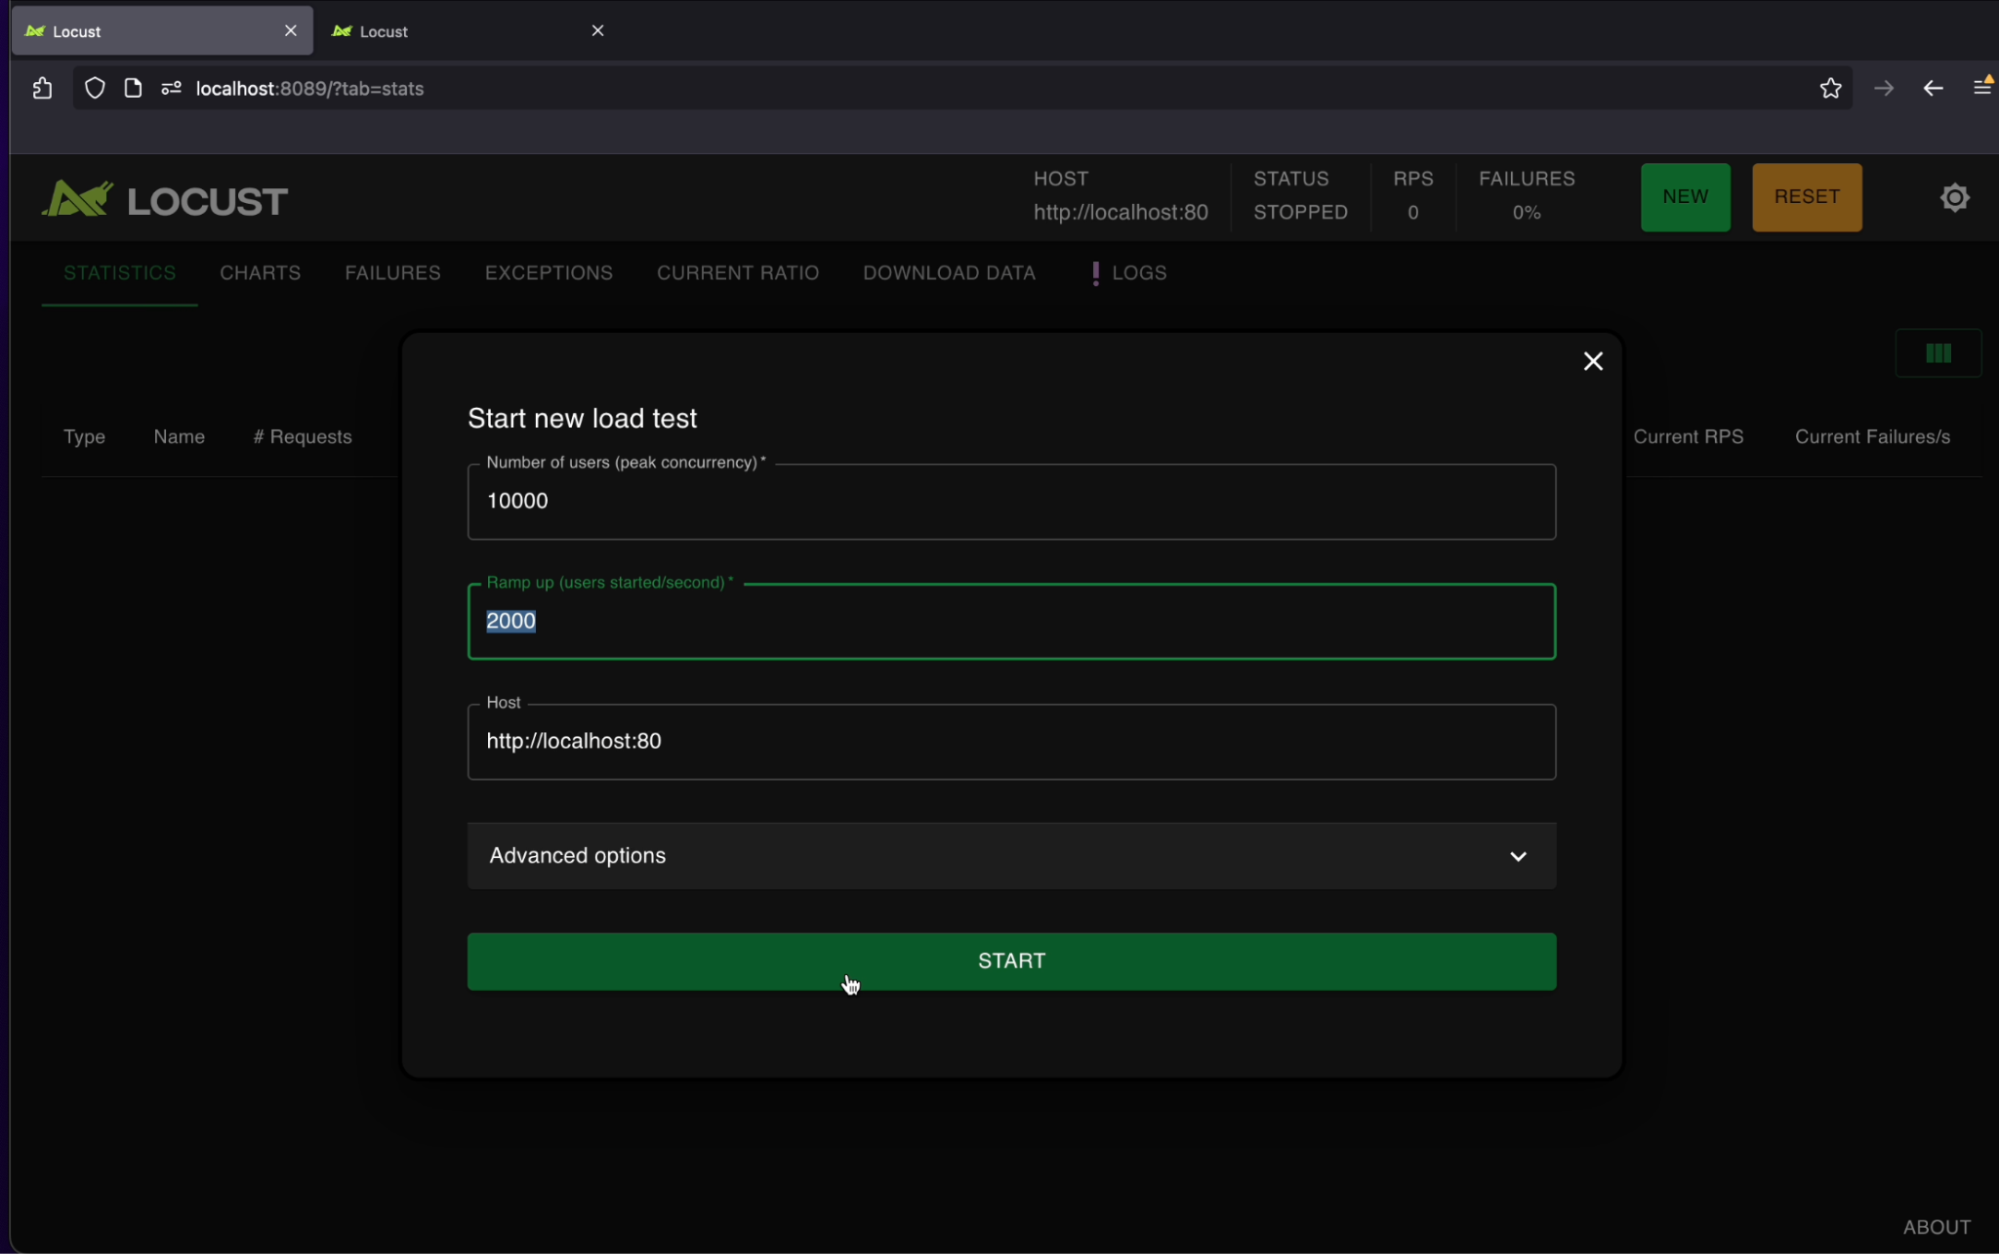 Locust
Locust
localhost:8089/?tab=stats
LOCUST
HOST
http://localhost:80
STATUS
STOPPED
RPS
0
FAILURES
0%
NEW
RESET
STATISTICS
CHARTS
FAILURES
EXCEPTIONS
CURRENT RATIO
DOWNLOAD DATA
LOGS
Type
Name
# Requests
Current RPS
Current Failures/s
Start new load test
Number of users (peak concurrency) *
10000
Ramp up (users started/second) *
2000
Host
http://localhost:80
Advanced options
START
ABOUT